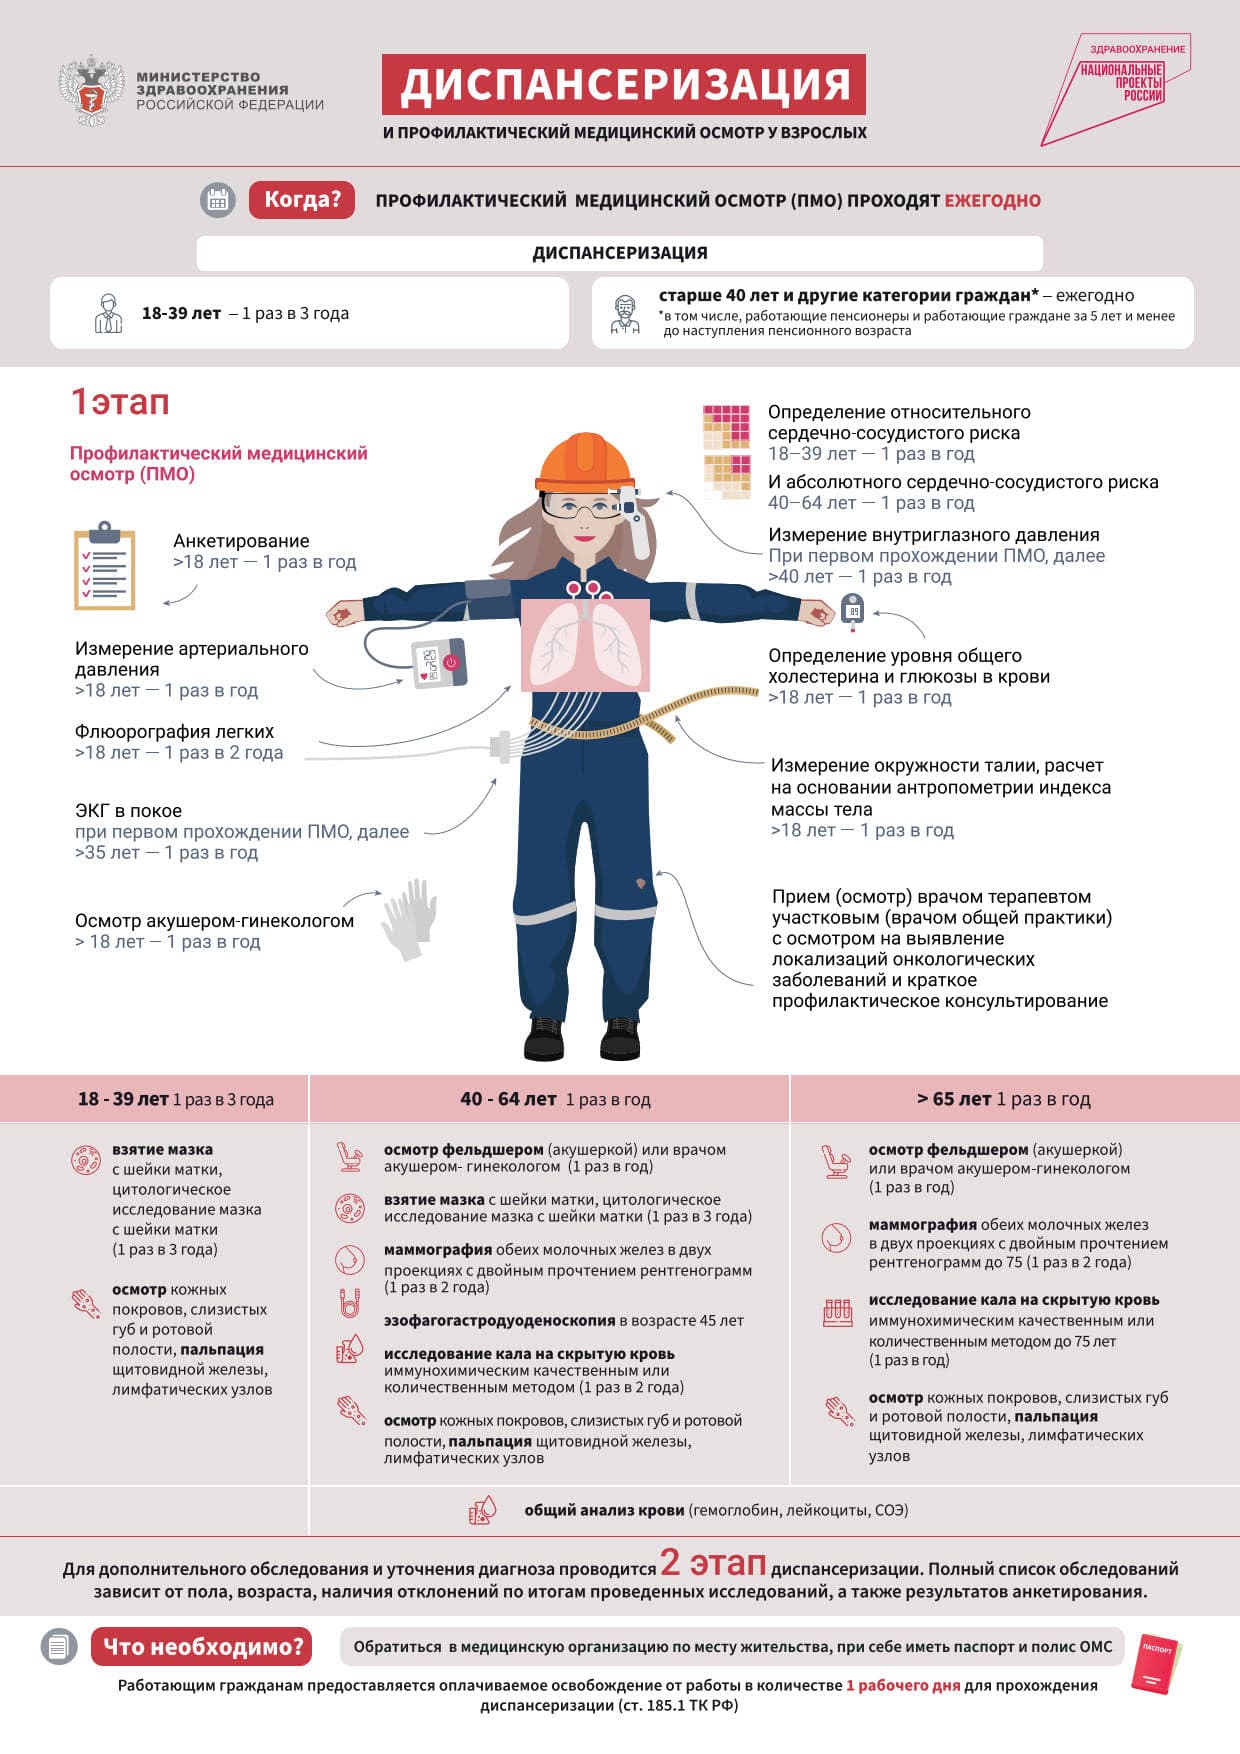 МИНИСТЕРСТВО
ЗДРАВООХРАНЕНИЯ
РОССИЙСКОЙ ФЕДЕРАЦИИ
ДИСПАНСЕРИЗАЦИЯ
И ПРОФИЛАКТИЧЕСКИЙ МЕДИЦИНСКИЙ ОСМОТР У ВЗРОСЛЫХ
ЗДРАВООХРАНЕНИЕ
НАЦИОНАЛЬНЫЕ
ПРОЕКТЫ
РОССИИ
Когда?
ПРОФИЛАКТИЧЕСКИЙ МЕДИЦИНСКИЙ ОСМОТР (ПМО) ПРОХОДЯТ ЕЖЕГОДНО
ДИСПАНСЕРИЗАЦИЯ
18-39 лет – 1 раз в 3 года
старше 40 лет и другие категории граждан* – ежегодно
*в том числе, работающие пенсионеры и работающие граждане за 5 лет и менее
до наступления пенсионного возраста
1этап
Профилактический медицинский
осмотр (ПМО)
Анкетирование
>18 лет — 1 раз в год
Измерение артериального
давления
>18 лет — 1 раз в год
Флюорография легких
>18 лет — 1 раз в 2 года
ЭКГ в покое
при первом прохождении ПМО, далее
>35 лет — 1 раз в год
Осмотр акушером-гинекологом
> 18 лет – 1 раз в год
Определение относительного
сердечно-сосудистого риска
18–39 лет — 1 раз в год
И абсолютного сердечно-сосудистого риска
40–64 лет — 1 раз в год
Измерение внутриглазного давления
При первом прохождении ПМО, далее
>40 лет — 1 раз в год
89
Определение уровня общего
холестерина и глюкозы в крови
>18 лет — 1 раз в год
Измерение окружности талии, расчет
на основании антропометрии индекса
массы тела
>18 лет — 1 раз в год
Прием (осмотр) врачом терапевтом
участковым (врачом общей практики)
с осмотром на выявление
локализаций онкологических
заболеваний и краткое
профилактическое консультирование
18 - 39 лет 1 раз в 3 года
взятие мазка
с шейки матки,
цитологическое
исследование мазка
с шейки матки
(1 раз в 3 года)
осмотр кожных
покровов, слизистых
губ и ротовой
полости, пальпация
щитовидной железы,
лимфатических узлов
40 - 64 лет 1 раз в год
осмотр фельдшером (акушеркой) или врачом
акушером- гинекологом (1 раз в год)
взятие мазка с шейки матки, цитологическое
исследование мазка с шейки матки (1 раз в 3 года)
маммография обеих молочных желез в двух
проекциях с двойным прочтением рентгенограмм
(1 раз в 2 года)
эзофагогастродуоденоскопия в возрасте 45 лет
исследование кала на скрытую кровь
иммунохимическим качественным или
количественным методом (1 раз в 2 года)
осмотр кожных покровов, слизистых губ и ротовой
полости, пальпация щитовидной железы,
лимфатических узлов
> 65 лет 1 раз в год
осмотр фельдшером (акушеркой)
или врачом акушером-гинекологом
(1 раз в год)
маммография обеих молочных желез
в двух проекциях с двойным прочтением
рентгенограмм до 75 (1 раз в 2 года)
исследование кала на скрытую кровь
иммунохимическим качественным или
количественным методом до 75 лет
(1 раз в год)
осмотр кожных покровов, слизистых губ
и ротовой полости, пальпация
щитовидной железы, лимфатических
узлов
общий анализ крови (гемоглобин, лейкоциты, СОЭ)
Для дополнительного обследования и уточнения диагноза проводится 2 этап диспансеризации. Полный список обследований
зависит от пола, возраста, наличия отклонений по итогам проведенных исследований, а также результатов анкетирования.
Что необходимо?
Обратиться в медицинскую организацию по месту жительства, при себе иметь паспорт и полис ОМС
ПАСПОРТ
Работающим гражданам предоставляется оплачиваемое освобождение от работы в количестве 1 рабочего дня для прохождения
диспансеризации (ст. 185.1 ТК РФ)